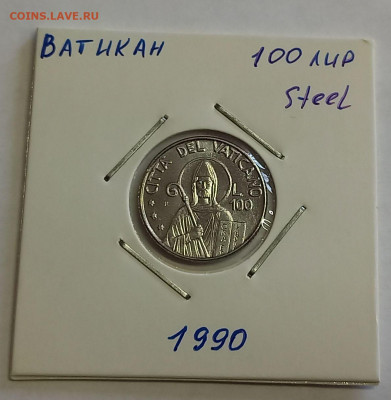 COINS.LAVE.RU
Ватикан
100 лир
Steel
CITTA' DEL VATICANO
L.
100
1990